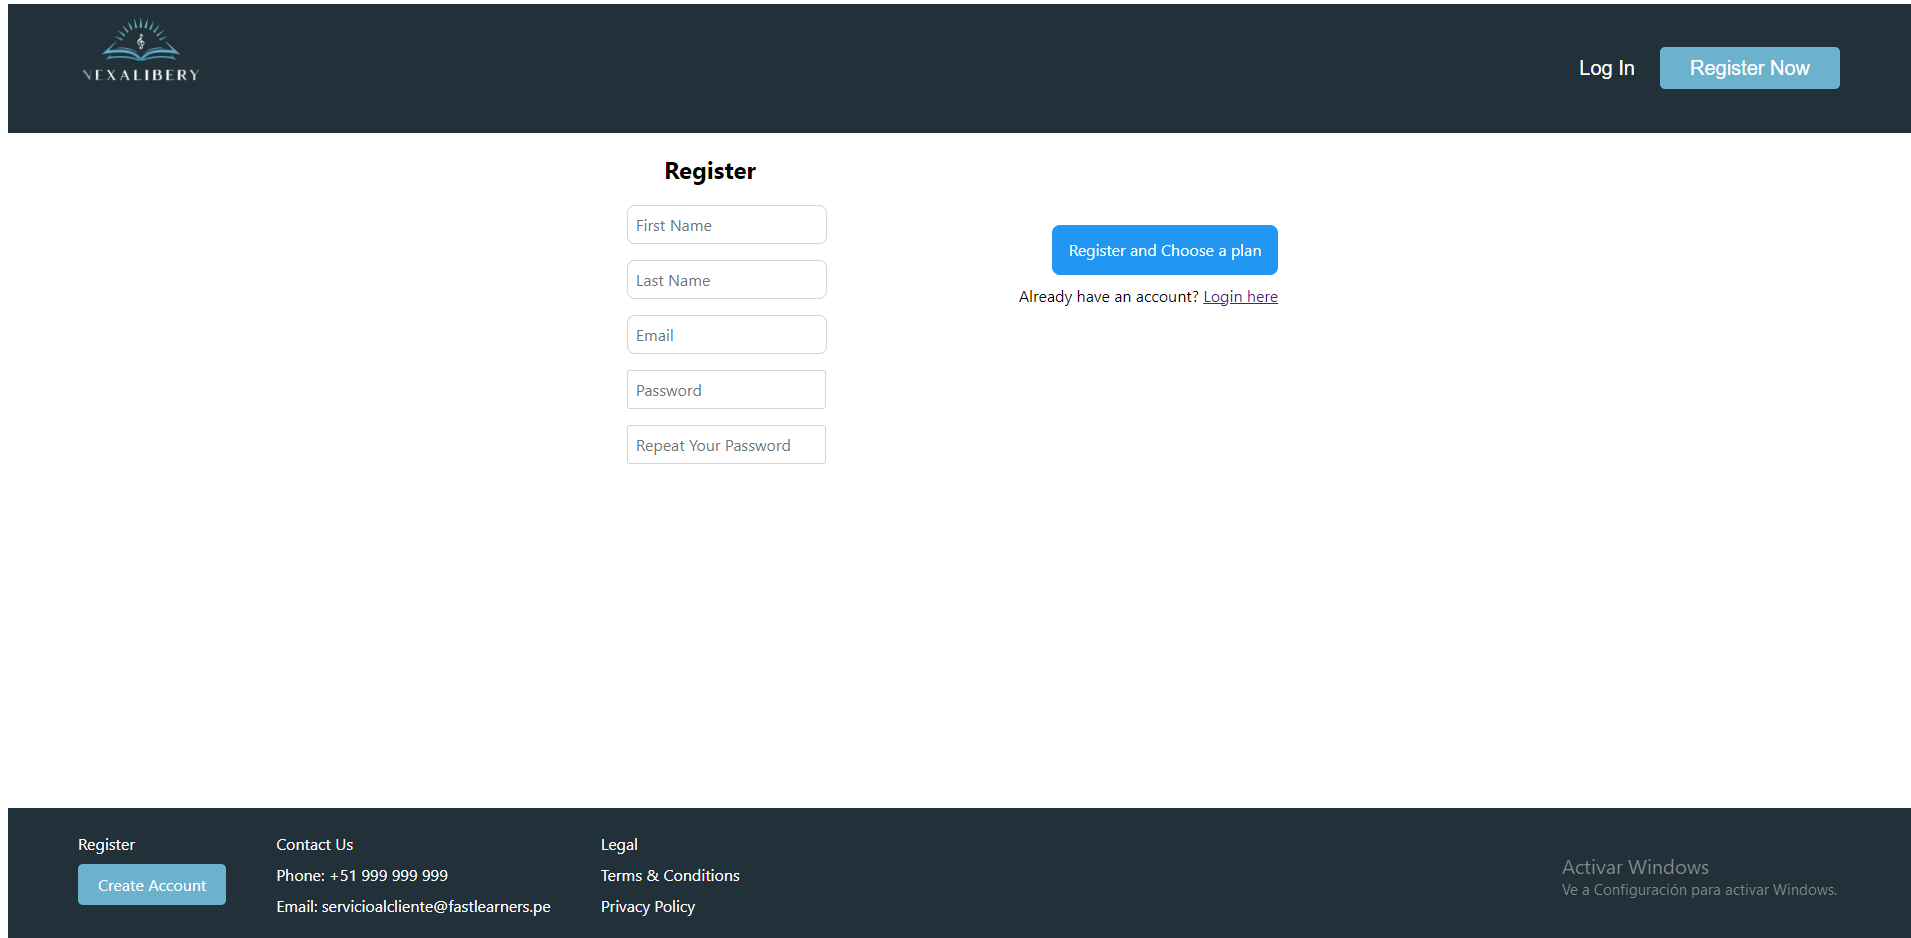 NEXALIBERY
Log In
Register Now
Register
First Name
Last Name
Email
Password
Repeat Your Password
Register and Choose a plan
Already have an account? Login here
Register
Create Account
Contact Us
Phone: +51 999 999 999
Email: servicioalcliente@fastlearners.pe
Legal
Terms & Conditions
Privacy Policy
Activar Windows
Ve a Configuración para activar Windows.